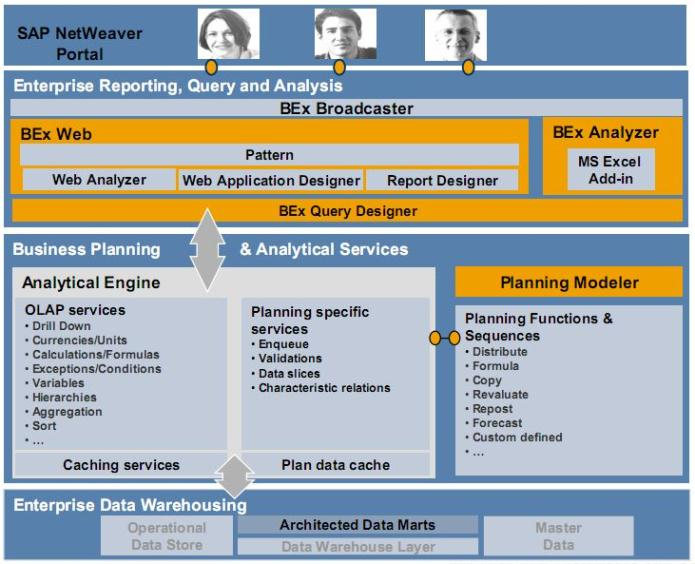 SAP NetWeaver
Portal
Enterprise Reporting, Query and Analysis
BEx Broadcaster
BEx Web
Pattern
Web Analyzer
Web Application Designer
Report Designer
BEx Analyzer
MS Excel
Add-in
BEx Query Designer
Business Planning & Analytical Services
Analytical Engine
OLAP services
• Drill Down
• Currencies/Units
• Calculations/Formulas
• Exceptions/Conditions
• Variables
• Hierarchies
• Aggregation
• Sort
• ...
Caching services
Planning specific
services
• Enqueue
• Validations
• Data slices
• Characteristic relations
Plan data cache
Planning Modeler
Planning Functions &
Sequences
• Distribute
• Formula
• Copy
• Revaluate
• Repost
• Forecast
• Custom defined
• ...
Enterprise Data Warehousing
Operational
Data Store
Architected Data Marts
Data Warehouse Layer
Master
Data